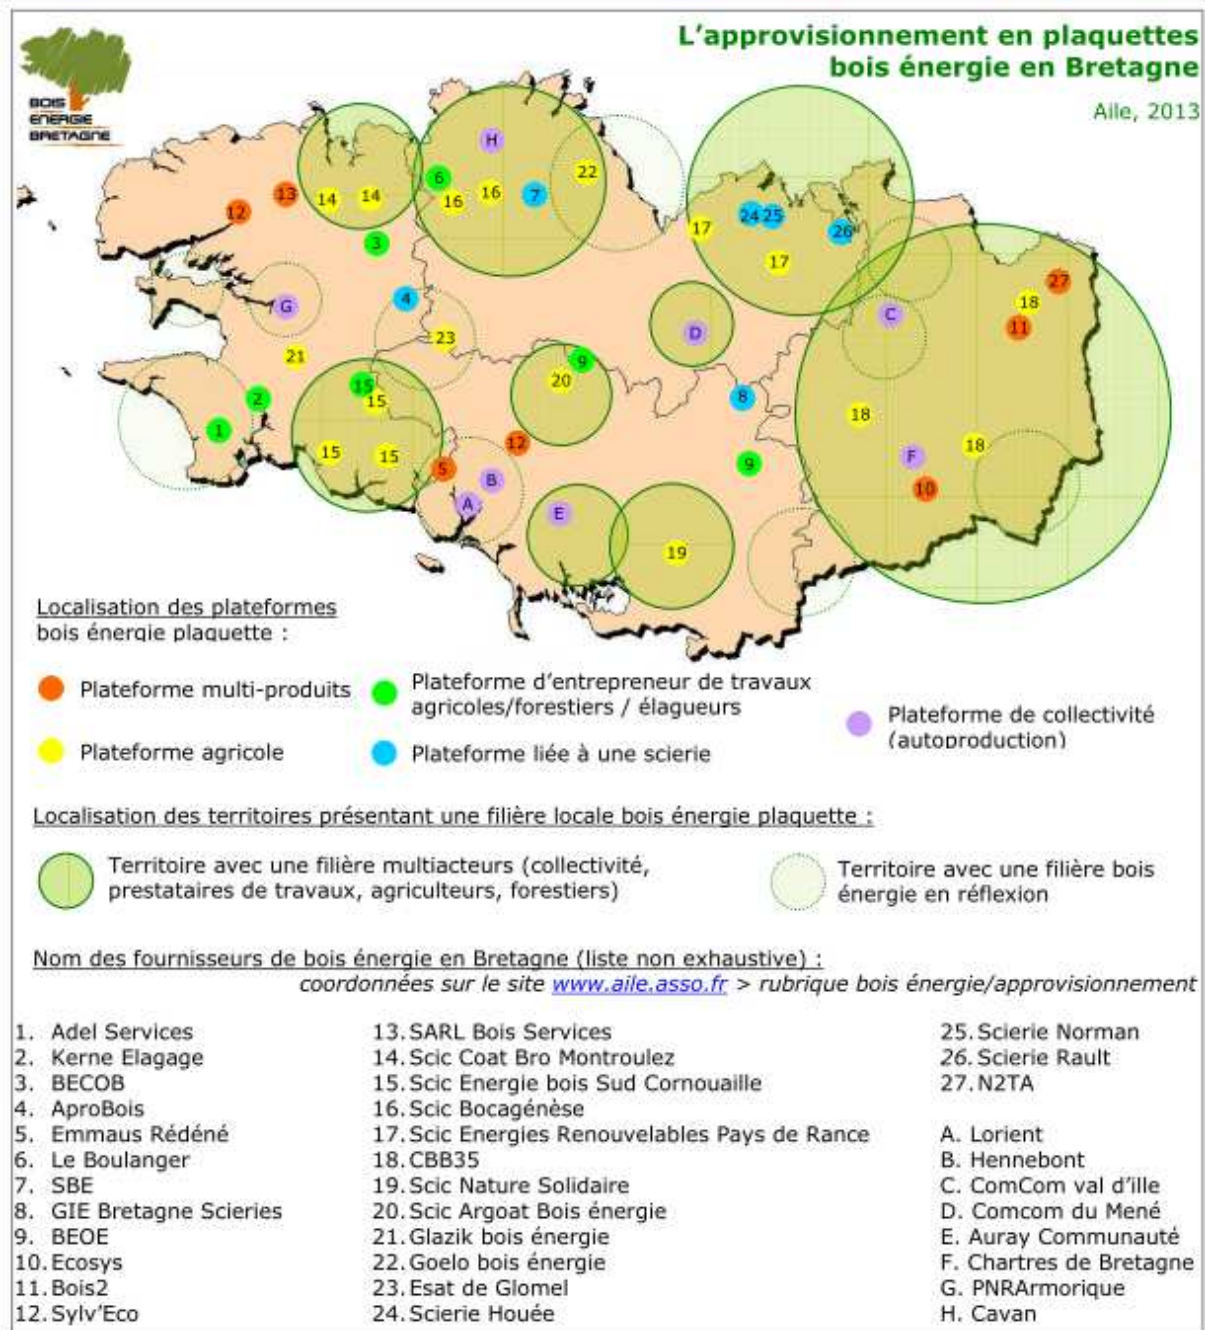 L'approvisionnement en plaquettes
bois énergie en Bretagne
Aile, 2013
BOIS
ENERGIE
BRETAGNE
H
22
6
16
16
7
13
14
14
12
3
24
25
17
26
17
27
18
11
G
4
C
D
23
21
9
20
15
15
2
8
18
1
12
15
15
5
9
18
F
B
10
A
E
19
Localisation des plateformes
bois énergie plaquette :
Plateforme multi-produits
Plateforme d'entrepreneur de travaux
agricoles/forestiers / élagueurs
Plateforme de collectivité
(autoproduction)
Plateforme agricole
Plateforme liée à une scierie
Localisation des territoires présentant une filière locale bois énergie plaquette :
Territoire avec une filière multiacteurs (collectivité,
prestataires de travaux, agriculteurs, forestiers)
Territoire avec une filière bois
énergie en réflexion
Nom des fournisseurs de bois énergie en Bretagne (liste non exhaustive) :
coordonnées sur le site www.aile.asso.fr > rubrique bois énergie/approvisionnement
1. Adel Services
2. Kerne Elagage
3. BECOB
4. AproBois
5. Emmaus Rédéné
6. Le Boulanger
7. SBE
8. GIE Bretagne Scieries
9. BEOE
10. Ecosys
11. Bois2
12. Sylv'Eco
13. SARL Bois Services
14. Scic Coat Bro Montroulez
15. Scic Energie bois Sud Cornouaille
16. Scic Bocagénèse
17. Scic Energies Renouvelables Pays de Rance
18. CBB35
19. Scic Nature Solidaire
20. Scic Argoat Bois énergie
21. Glazik bois énergie
22. Goelo bois énergie
23. Esat de Glomel
24. Scierie Houée
25. Scierie Norman
26. Scierie Rault
27. N2TA
A. Lorient
B. Hennebont
C. ComCom val d'ille
D. Comcom du Mené
E. Auray Communauté
F. Chartres de Bretagne
G. PNRArmorique
H. Cavan